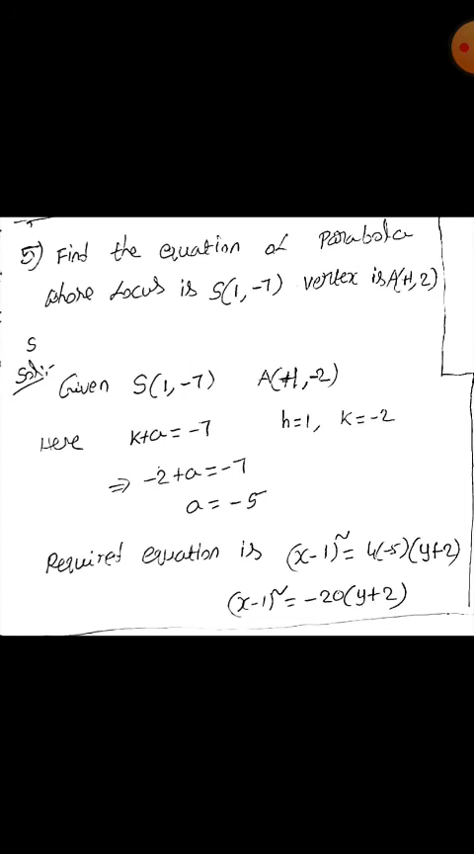 5) Find the equation of parabola
whose focus is S(1,-7) vertex is A(+1,2)
S
Sol:-
Given S(1,-7) A(+1,-2)
Here k+a=-7 h=1, k=-2
⇒ -2+a=-7
a=-5
Required equation is (x-1)²=4(-5)(y+2)
(x-1)²=-20(y+2)